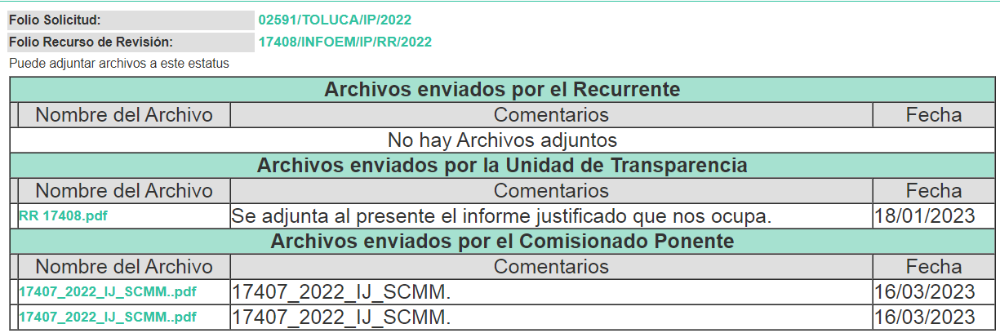 Folio Solicitud: 02591/TOLUCA/IP/2022
Folio Recurso de Revisión: 17408/INFOEM/IP/RR/2022
Puede adjuntar archivos a este estatus
Archivos enviados por el Recurrente
Nombre del Archivo Comentarios Fecha
No hay Archivos adjuntos
Archivos enviados por la Unidad de Transparencia
Nombre del Archivo Comentarios Fecha
RR 17408.pdf Se adjunta al presente el informe justificado que nos ocupa. 18/01/2023
Archivos enviados por el Comisionado Ponente
Nombre del Archivo Comentarios Fecha
17407_2022_IJ_SCMM..pdf 17407_2022_IJ_SCMM. 16/03/2023
17407_2022_IJ_SCMM..pdf 17407_2022_IJ_SCMM. 16/03/2023